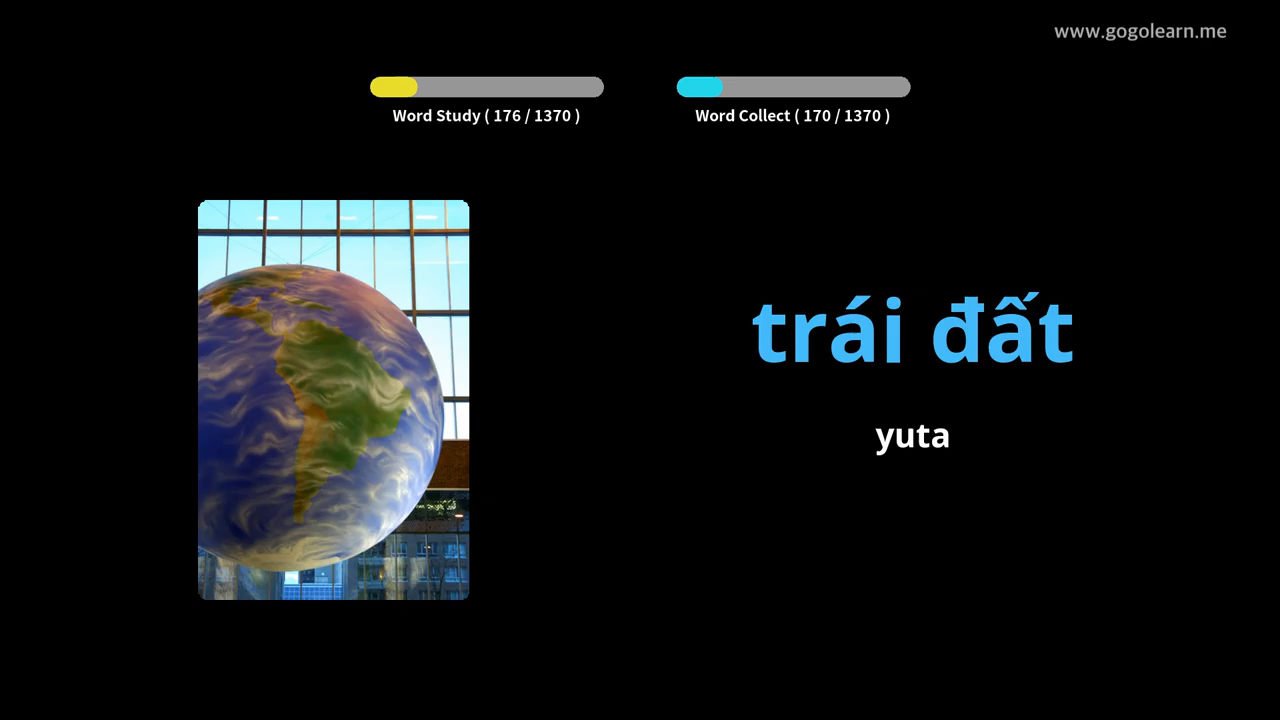 www.gogolearn.me
Word Study ( 176 / 1370 )
Word Collect ( 170 / 1370 )
trái đất
yuta